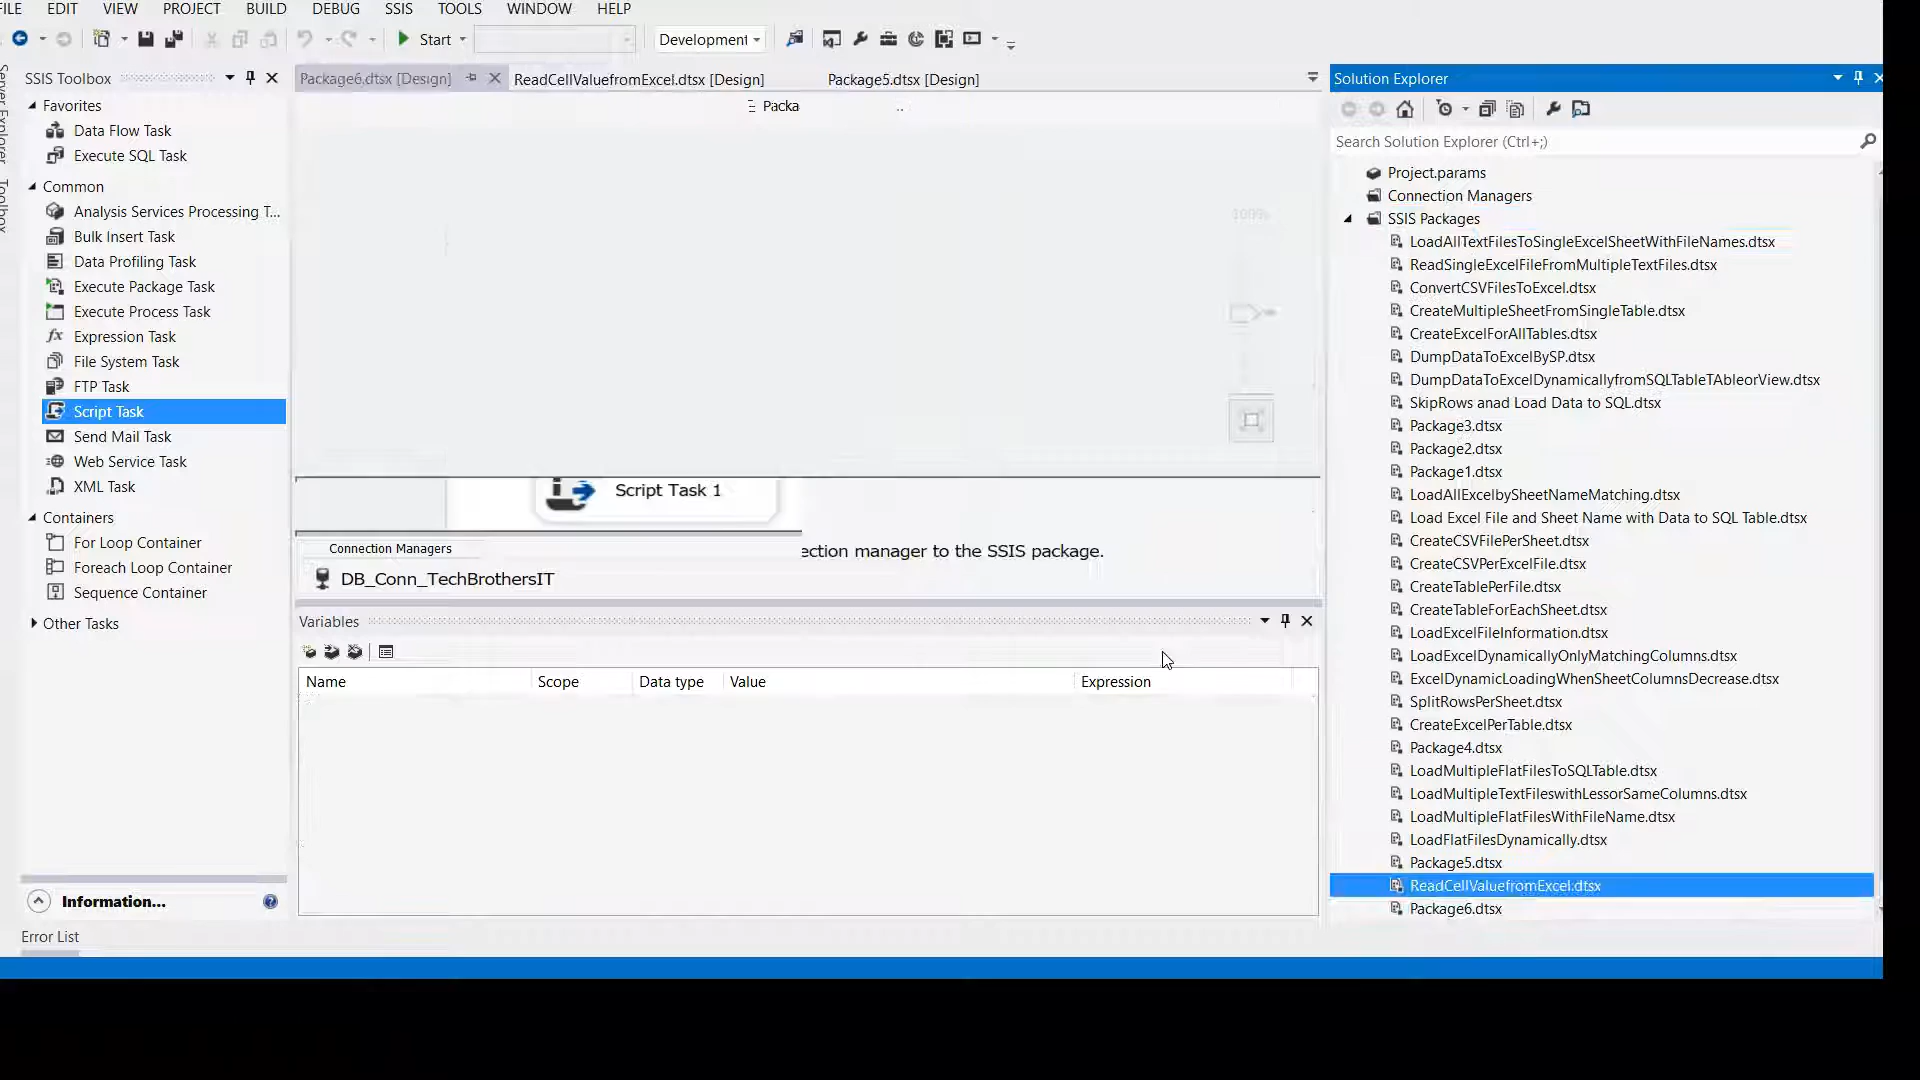 FILE EDIT VIEW PROJECT BUILD DEBUG SSIS TOOLS WINDOW HELP
Start Development
Server Explorer
Toolbox
SSIS Toolbox
Favorites
Data Flow Task
Execute SQL Task
Common
Analysis Services Processing T...
Bulk Insert Task
Data Profiling Task
Execute Package Task
Execute Process Task
Expression Task
File System Task
FTP Task
Script Task
Send Mail Task
Web Service Task
XML Task
Containers
For Loop Container
Foreach Loop Container
Sequence Container
Other Tasks
Information...
Error List
Package6.dtsx [Design] ReadCellValuefromExcel.dtsx [Design] Package5.dtsx [Design]
Packa ..
100%
Script Task 1
Connection Managers
ection manager to the SSIS package.
DB_Conn_TechBrothersIT
Variables
Name Scope Data type Value Expression
Solution Explorer
Search Solution Explorer (Ctrl+;)
Project.params
Connection Managers
SSIS Packages
LoadAllTextFilesToSingleExcelSheetWithFileNames.dtsx
ReadSingleExcelFileFromMultipleTextFiles.dtsx
ConvertCSVFilesToExcel.dtsx
CreateMultipleSheetFromSingleTable.dtsx
CreateExcelForAllTables.dtsx
DumpDataToExcelBySP.dtsx
DumpDataToExcelDynamicallyfromSQLTableTAbleorView.dtsx
SkipRows anad Load Data to SQL.dtsx
Package3.dtsx
Package2.dtsx
Package1.dtsx
LoadAllExcelbySheetNameMatching.dtsx
Load Excel File and Sheet Name with Data to SQL Table.dtsx
CreateCSVFilePerSheet.dtsx
CreateCSVPerExcelFile.dtsx
CreateTablePerFile.dtsx
CreateTableForEachSheet.dtsx
LoadExcelFileInformation.dtsx
LoadExcelDynamicallyOnlyMatchingColumns.dtsx
ExcelDynamicLoadingWhenSheetColumnsDecrease.dtsx
SplitRowsPerSheet.dtsx
CreateExcelPerTable.dtsx
Package4.dtsx
LoadMultipleFlatFilesToSQLTable.dtsx
LoadMultipleTextFileswithLessorSameColumns.dtsx
LoadMultipleFlatFilesWithFileName.dtsx
LoadFlatFilesDynamically.dtsx
Package5.dtsx
ReadCellValuefromExcel.dtsx
Package6.dtsx